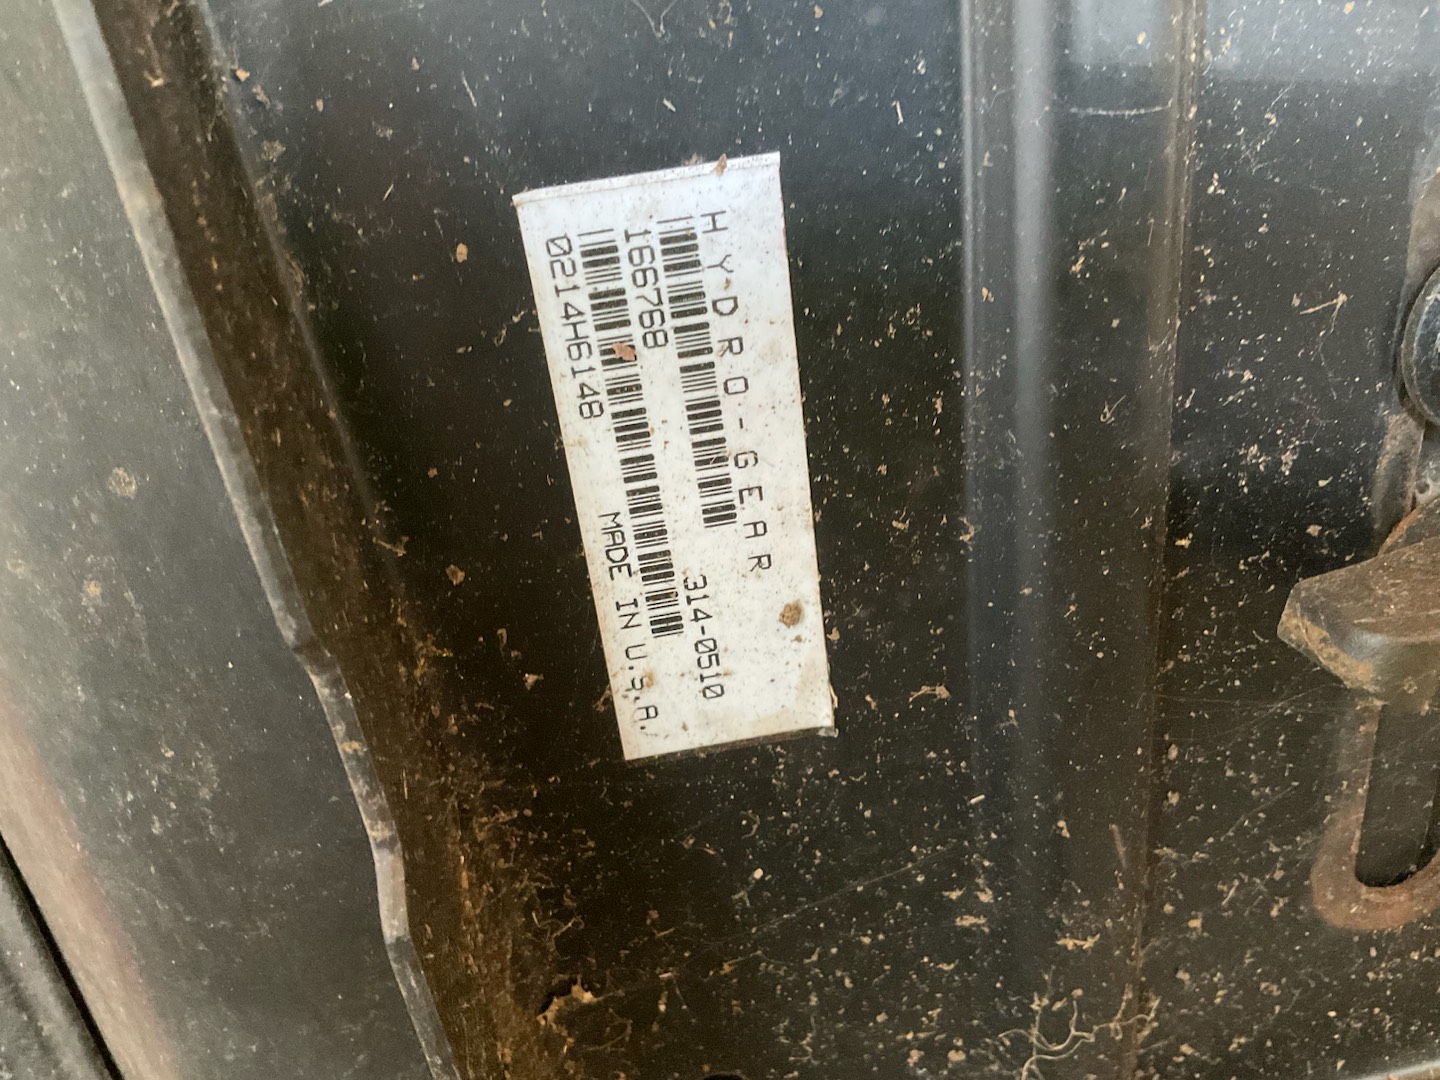 HYDRO-GEAR
166768 314-0510
0214H6148 MADE IN U.S.A.